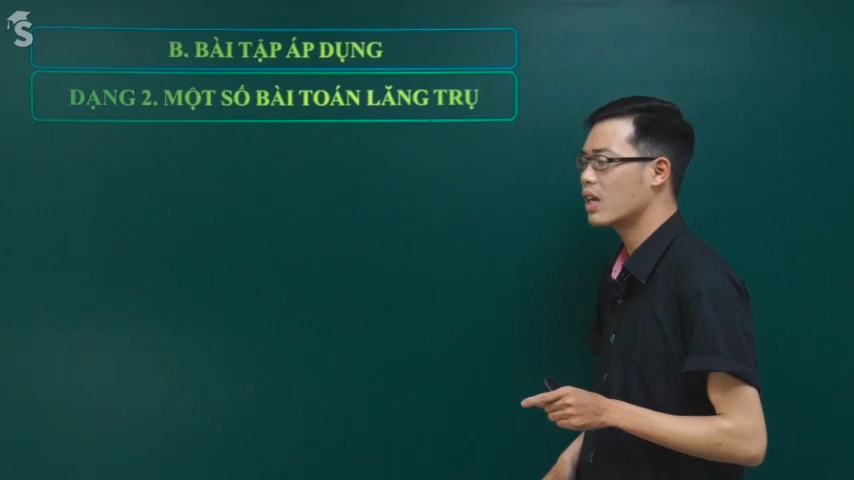 S
B. BÀI TẬP ÁP DỤNG
DẠNG 2. MỘT SỐ BÀI TOÁN LĂNG TRỤ